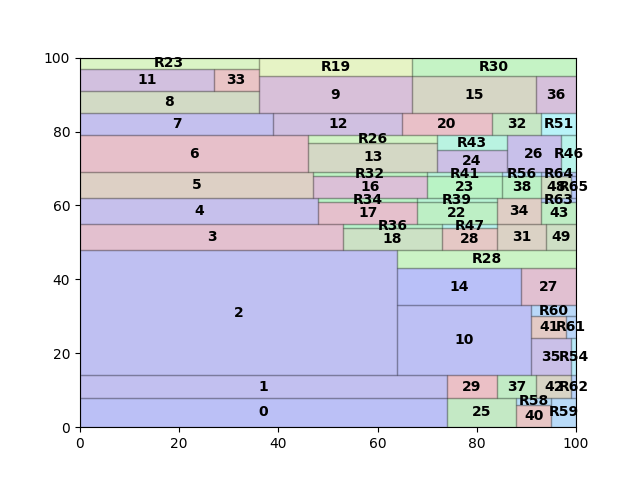 100
R23 R19 R30
11 33
8 9 15 36
80
7 12 20 32 R51
R26 R43
6 13 24 26 R46
R32 R41 R56 R64
5 16 23 38 48 R65
60
R34 R39 R63
4 17 22 34 43
R36 R47
3 18 28 31 49
R28
40
14 27
2 10 R60
41 R61
20
35 R54
1 29 37 42 R62
R58
0 25 40 R59
0
0 20 40 60 80 100